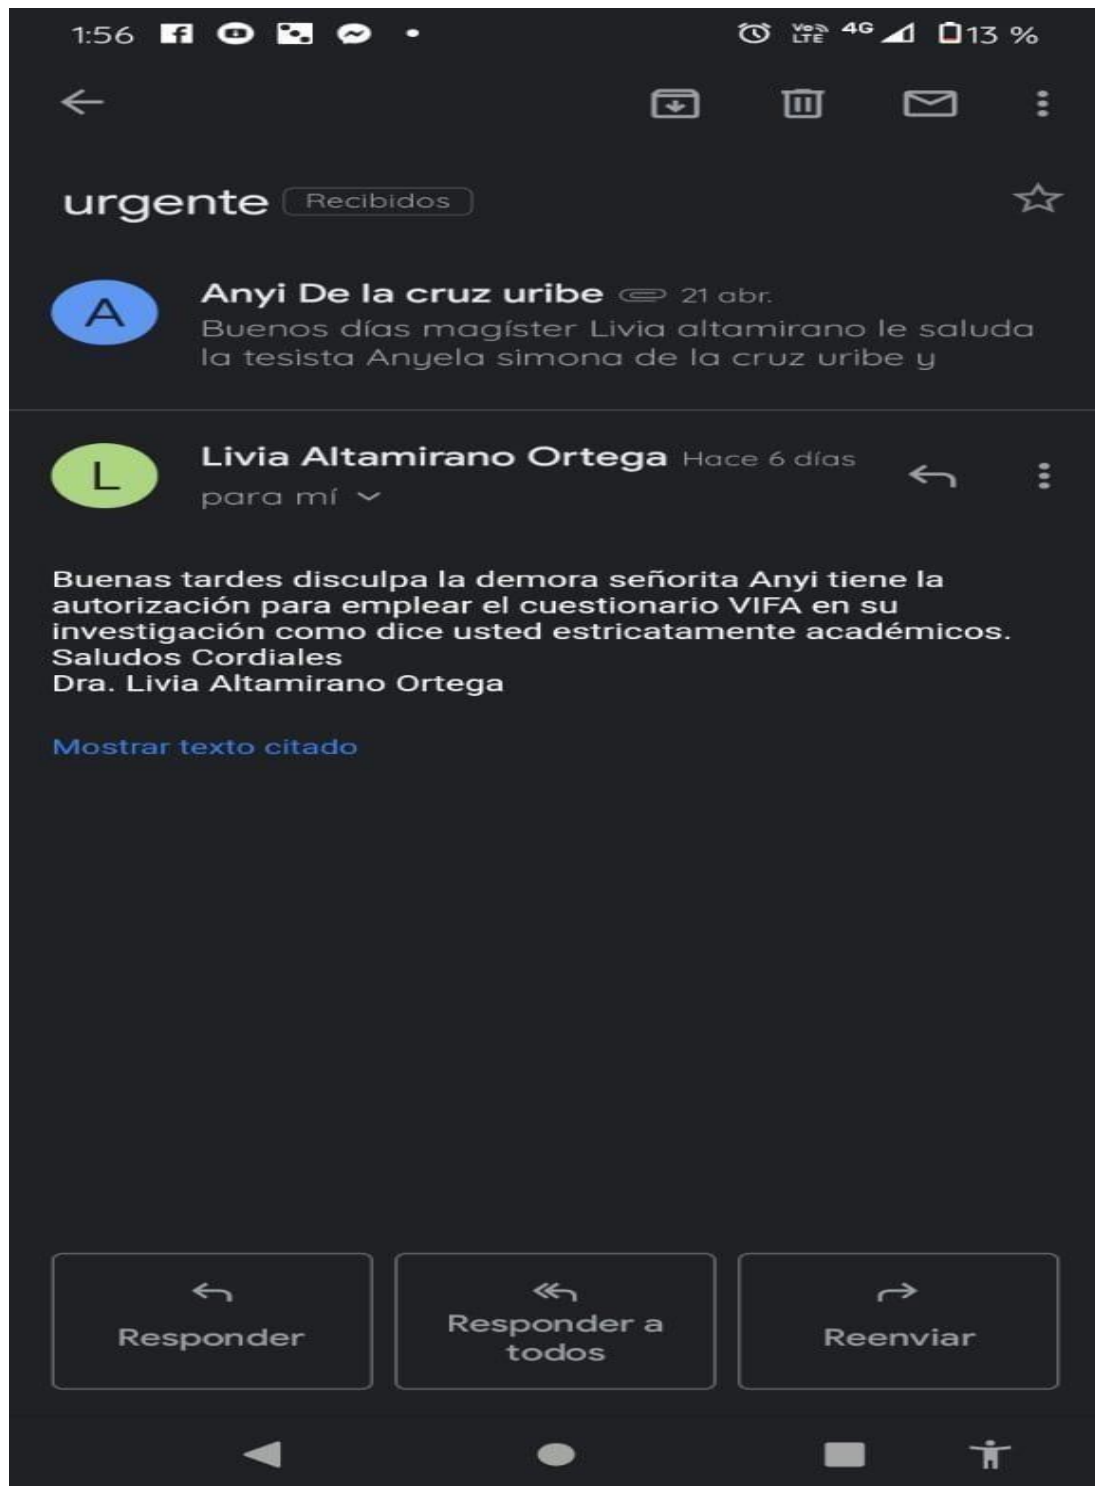 1:56 VoLTE 4G 13 %
urgente Recibidos
A
Anyi De la cruz uribe 21 abr.
Buenos días magíster Livia altamirano le saluda
la tesista Anyela simona de la cruz uribe y
L
Livia Altamirano Ortega Hace 6 días
para mí
Buenas tardes disculpa la demora señorita Anyi tiene la
autorización para emplear el cuestionario VIFA en su
investigación como dice usted estricatamente académicos.
Saludos Cordiales
Dra. Livia Altamirano Ortega
Mostrar texto citado
Responder
Responder a
todos
Reenviar